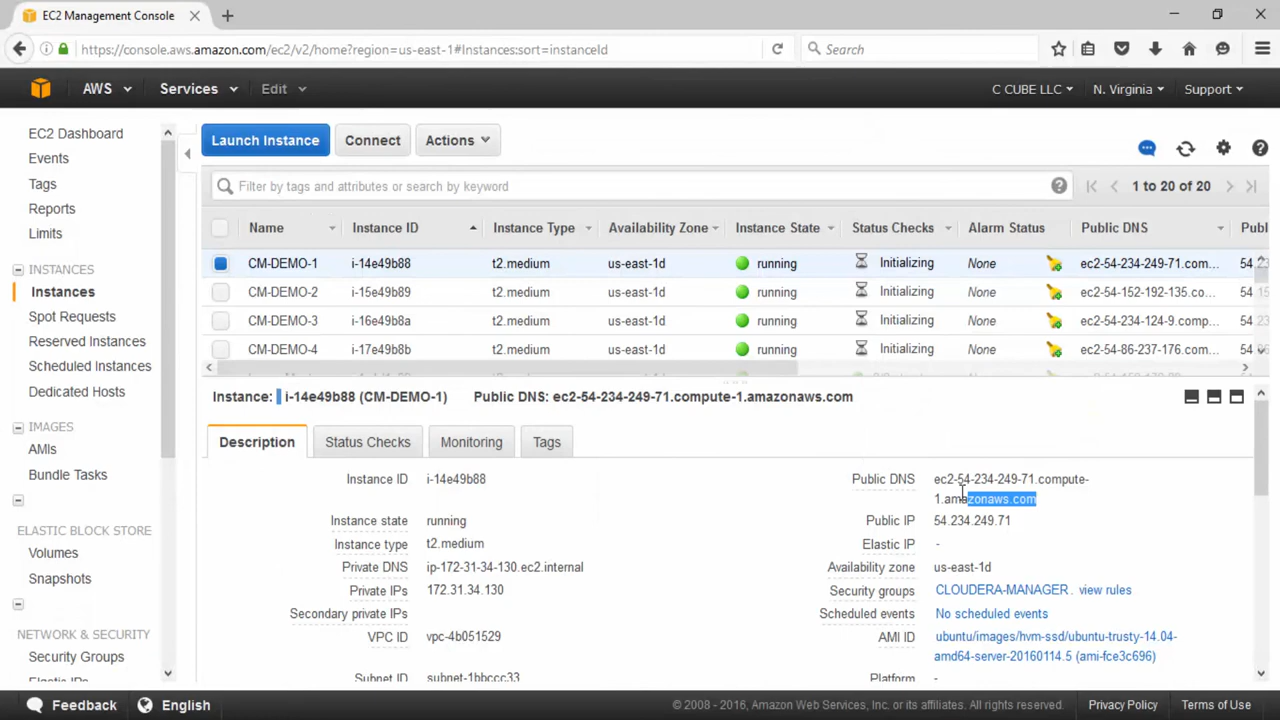 EC2 Management Console
https://console.aws.amazon.com/ec2/v2/home?region=us-east-1#Instances:sort=instanceId
Search
AWS Services Edit C CUBE LLC N. Virginia Support
EC2 Dashboard
Events
Tags
Reports
Limits
INSTANCES
Instances
Spot Requests
Reserved Instances
Scheduled Instances
Dedicated Hosts
IMAGES
AMIs
Bundle Tasks
ELASTIC BLOCK STORE
Volumes
Snapshots
NETWORK & SECURITY
Security Groups
Elastic IPs
Launch Instance Connect Actions
Filter by tags and attributes or search by keyword
1 to 20 of 20
Name Instance ID Instance Type Availability Zone Instance State Status Checks Alarm Status Public DNS Publ
CM-DEMO-1 i-14e49b88 t2.medium us-east-1d running Initializing None ec2-54-234-249-71.com... 54.23
CM-DEMO-2 i-15e49b89 t2.medium us-east-1d running Initializing None ec2-54-152-192-135.co... 54.15
CM-DEMO-3 i-16e49b8a t2.medium us-east-1d running Initializing None ec2-54-234-124-9.comp... 54.23
CM-DEMO-4 i-17e49b8b t2.medium us-east-1d running Initializing None ec2-54-86-237-176.com...
Instance: i-14e49b88 (CM-DEMO-1) Public DNS: ec2-54-234-249-71.compute-1.amazonaws.com
Description Status Checks Monitoring Tags
Instance ID i-14e49b88
Instance state running
Instance type t2.medium
Private DNS ip-172-31-34-130.ec2.internal
Private IPs 172.31.34.130
Secondary private IPs
VPC ID vpc-4b051529
Subnet ID subnet-1bbccc33
Public DNS ec2-54-234-249-71.compute-
1.amazonaws.com
Public IP 54.234.249.71
Elastic IP -
Availability zone us-east-1d
Security groups CLOUDERA-MANAGER . view rules
Scheduled events No scheduled events
AMI ID ubuntu/images/hvm-ssd/ubuntu-trusty-14.04-
amd64-server-20160114.5 (ami-fce3c696)
Platform -
Feedback English © 2008 - 2016, Amazon Web Services, Inc. or its affiliates. All rights reserved. Privacy Policy Terms of Use